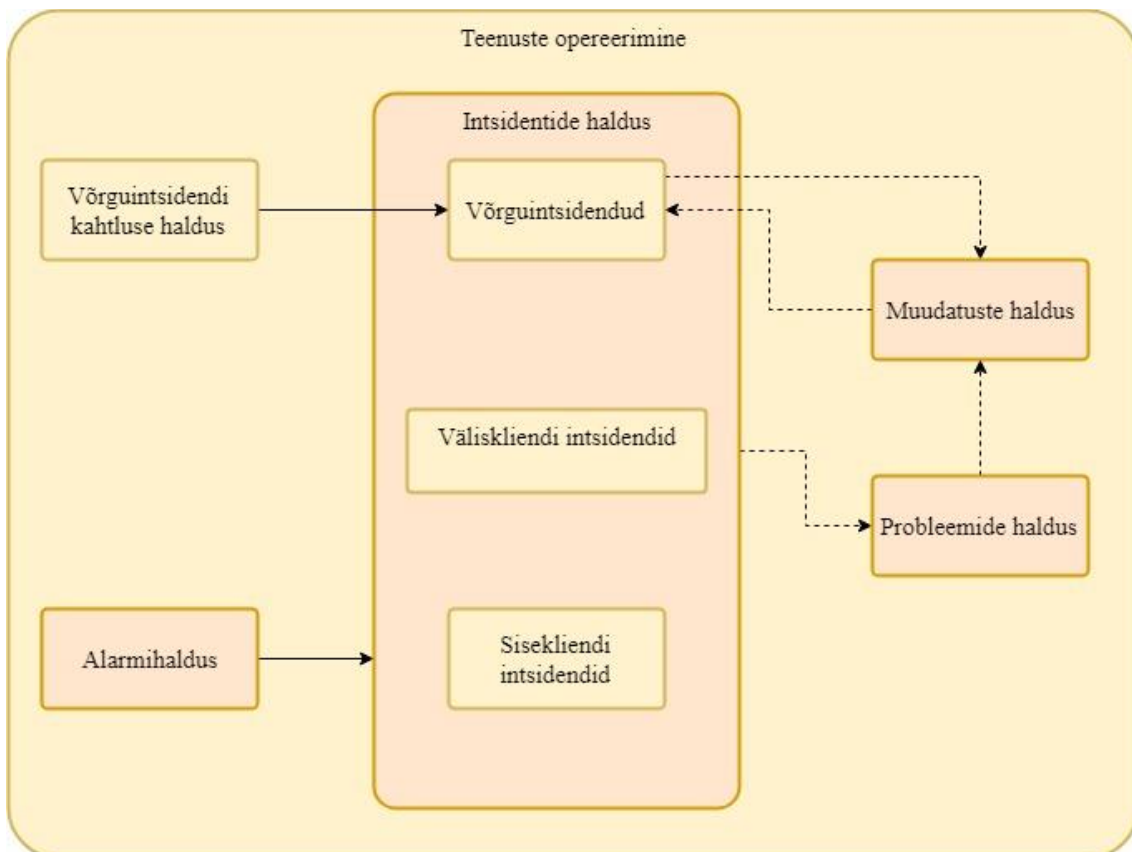 Teenuste opereerimine
Intsidentide haldus
Võrguintsidendi
kahtluse haldus
Võrguintsidendud
Muudatuste haldus
Väliskliendi intsidendid
Probleemide haldus
Alarmihaldus
Sisekliendi
intsidendid